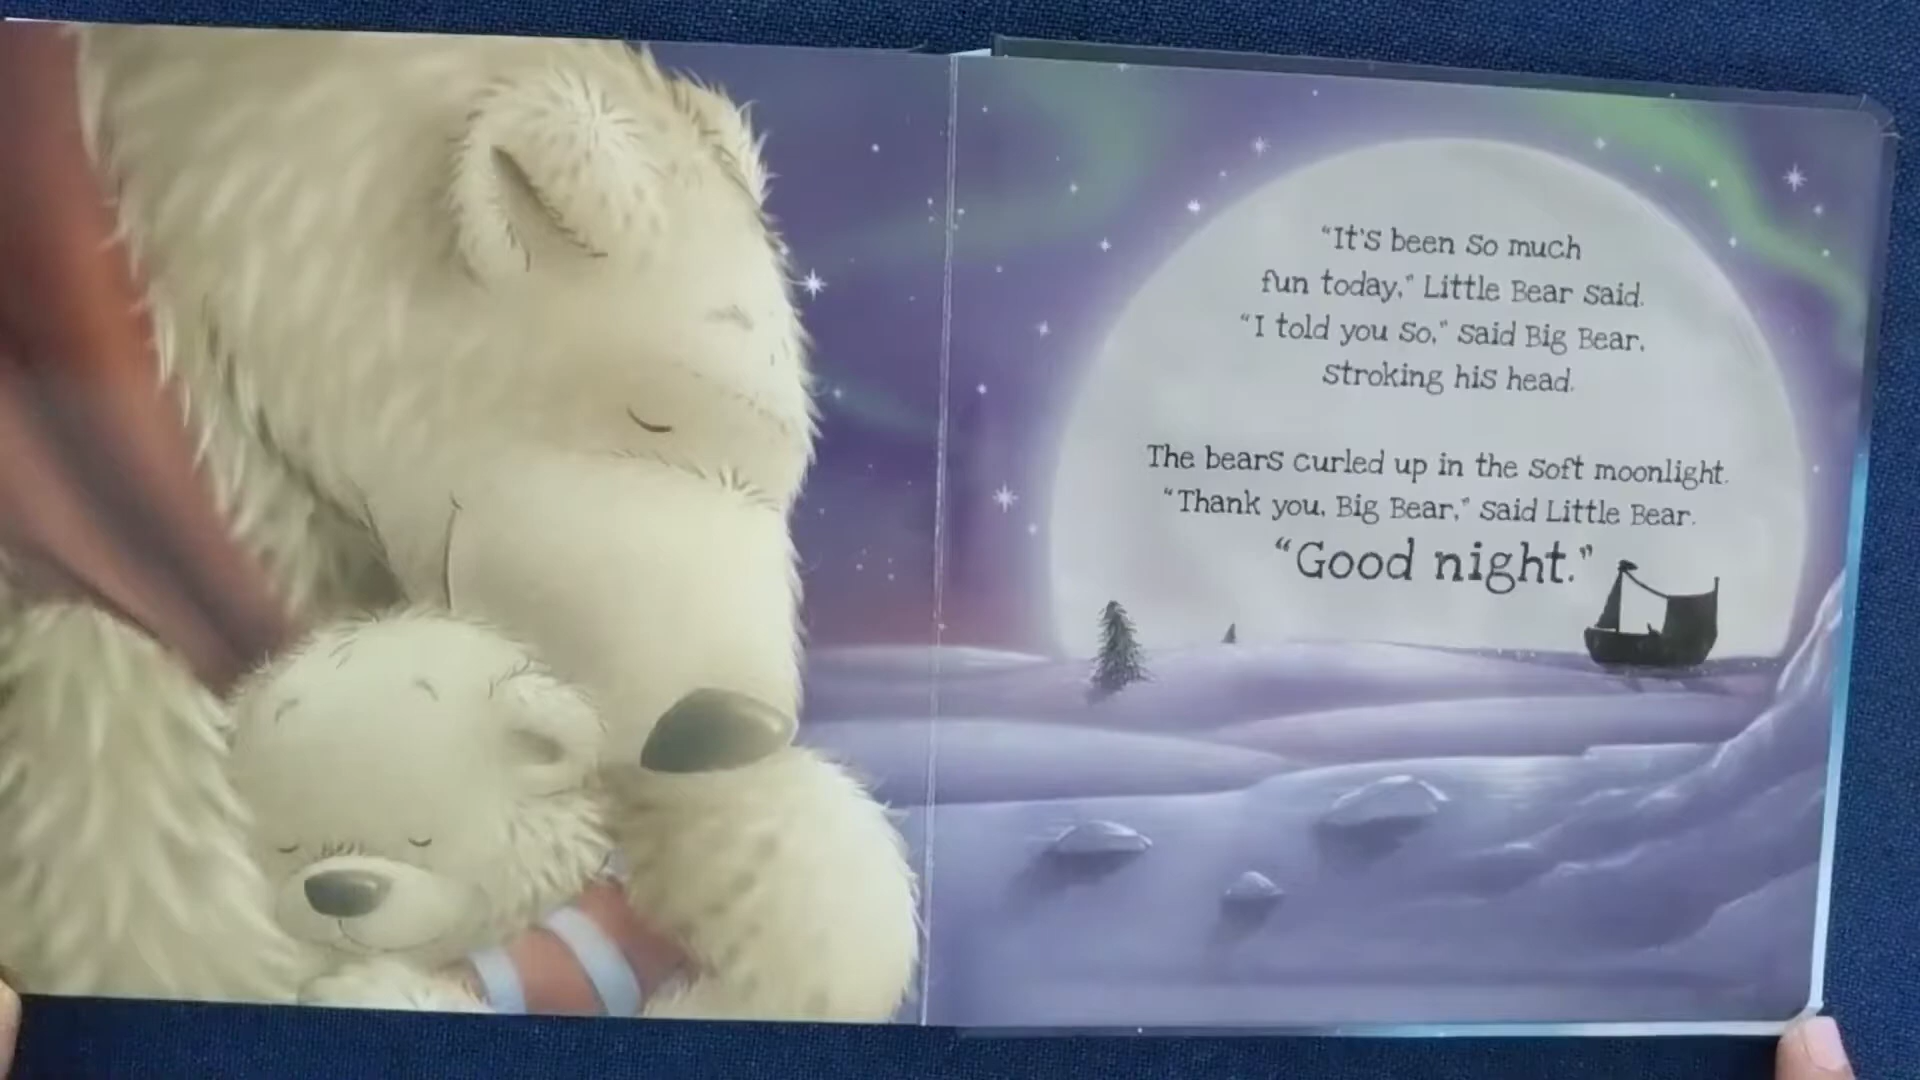 “It's been so much
fun today,” Little Bear said.
“I told you so,” said Big Bear,
stroking his head.
The bears curled up in the soft moonlight.
“Thank you, Big Bear,” said Little Bear.
“Good night.”